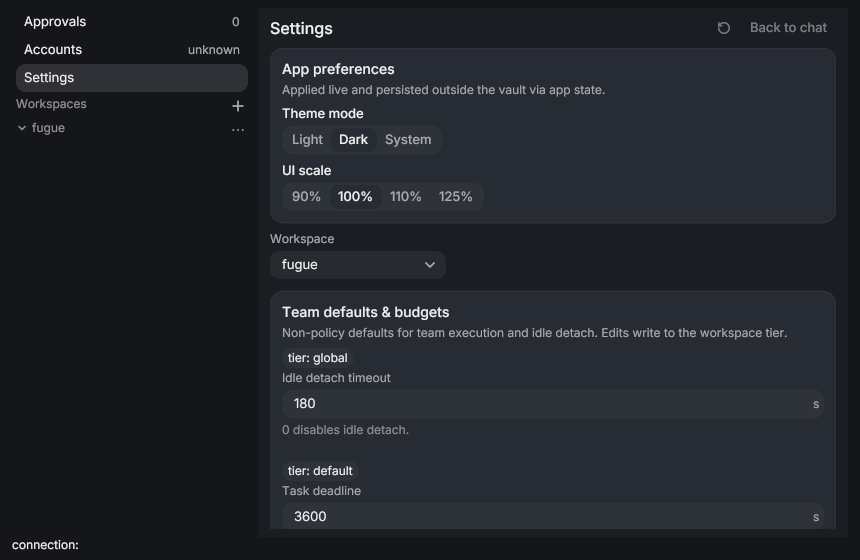 Approvals 0
Accounts unknown
Settings
Workspaces +
fugue ...
connection:
Settings Back to chat
App preferences
Applied live and persisted outside the vault via app state.
Theme mode
Light Dark System
UI scale
90% 100% 110% 125%
Workspace
fugue
Team defaults & budgets
Non-policy defaults for team execution and idle detach. Edits write to the workspace tier.
tier: global
Idle detach timeout
180 s
0 disables idle detach.
tier: default
Task deadline
3600 s